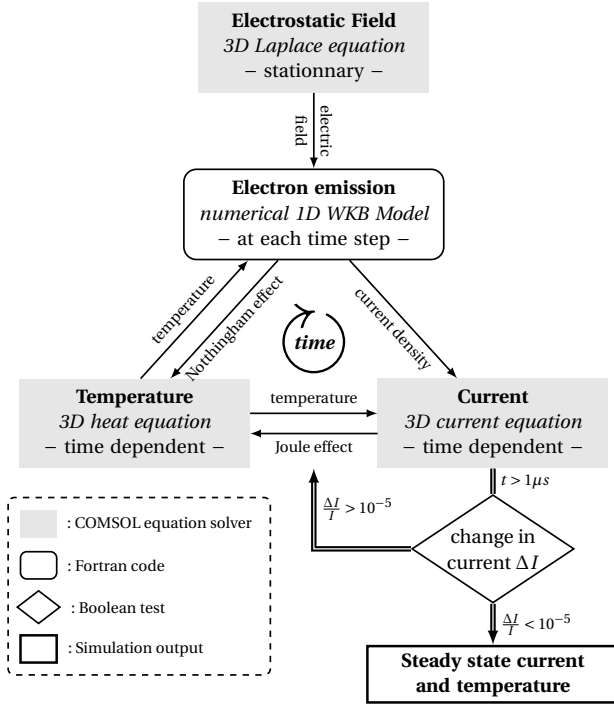 Electrostatic Field
3D Laplace equation
– stationnary –
electric
field
Electron emission
numerical 1D WKB Model
– at each time step –
temperature
Notthingham effect
current density
time
Temperature
3D heat equation
– time dependent –
temperature
Joule effect
Current
3D current equation
– time dependent –
t > 1μs
ΔI/I > 10⁻⁵
change in
current ΔI
ΔI/I < 10⁻⁵
Steady state current
and temperature
: COMSOL equation solver
: Fortran code
: Boolean test
: Simulation output